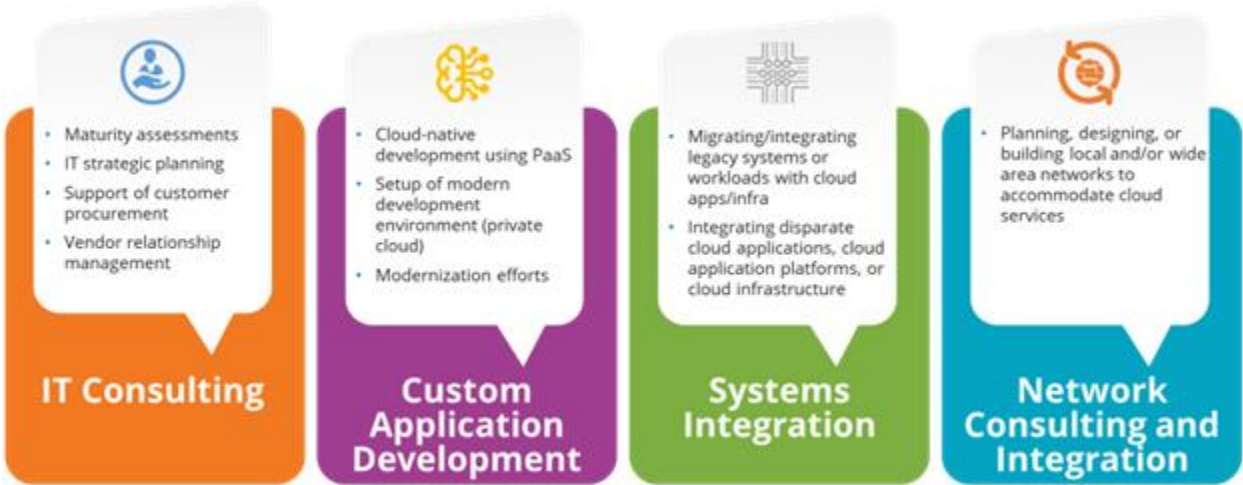 • Maturity assessments
• IT strategic planning
• Support of customer
procurement
• Vendor relationship
management
IT Consulting
• Cloud-native
development using PaaS
• Setup of modern
development
environment (private
cloud)
• Modernization efforts
Custom
Application
Development
• Migrating/integrating
legacy systems or
workloads with cloud
apps/infra
• Integrating disparate
cloud applications, cloud
application platforms, or
cloud infrastructure
Systems
Integration
• Planning, designing, or
building local and/or wide
area networks to
accommodate cloud
services
Network
Consulting and
Integration